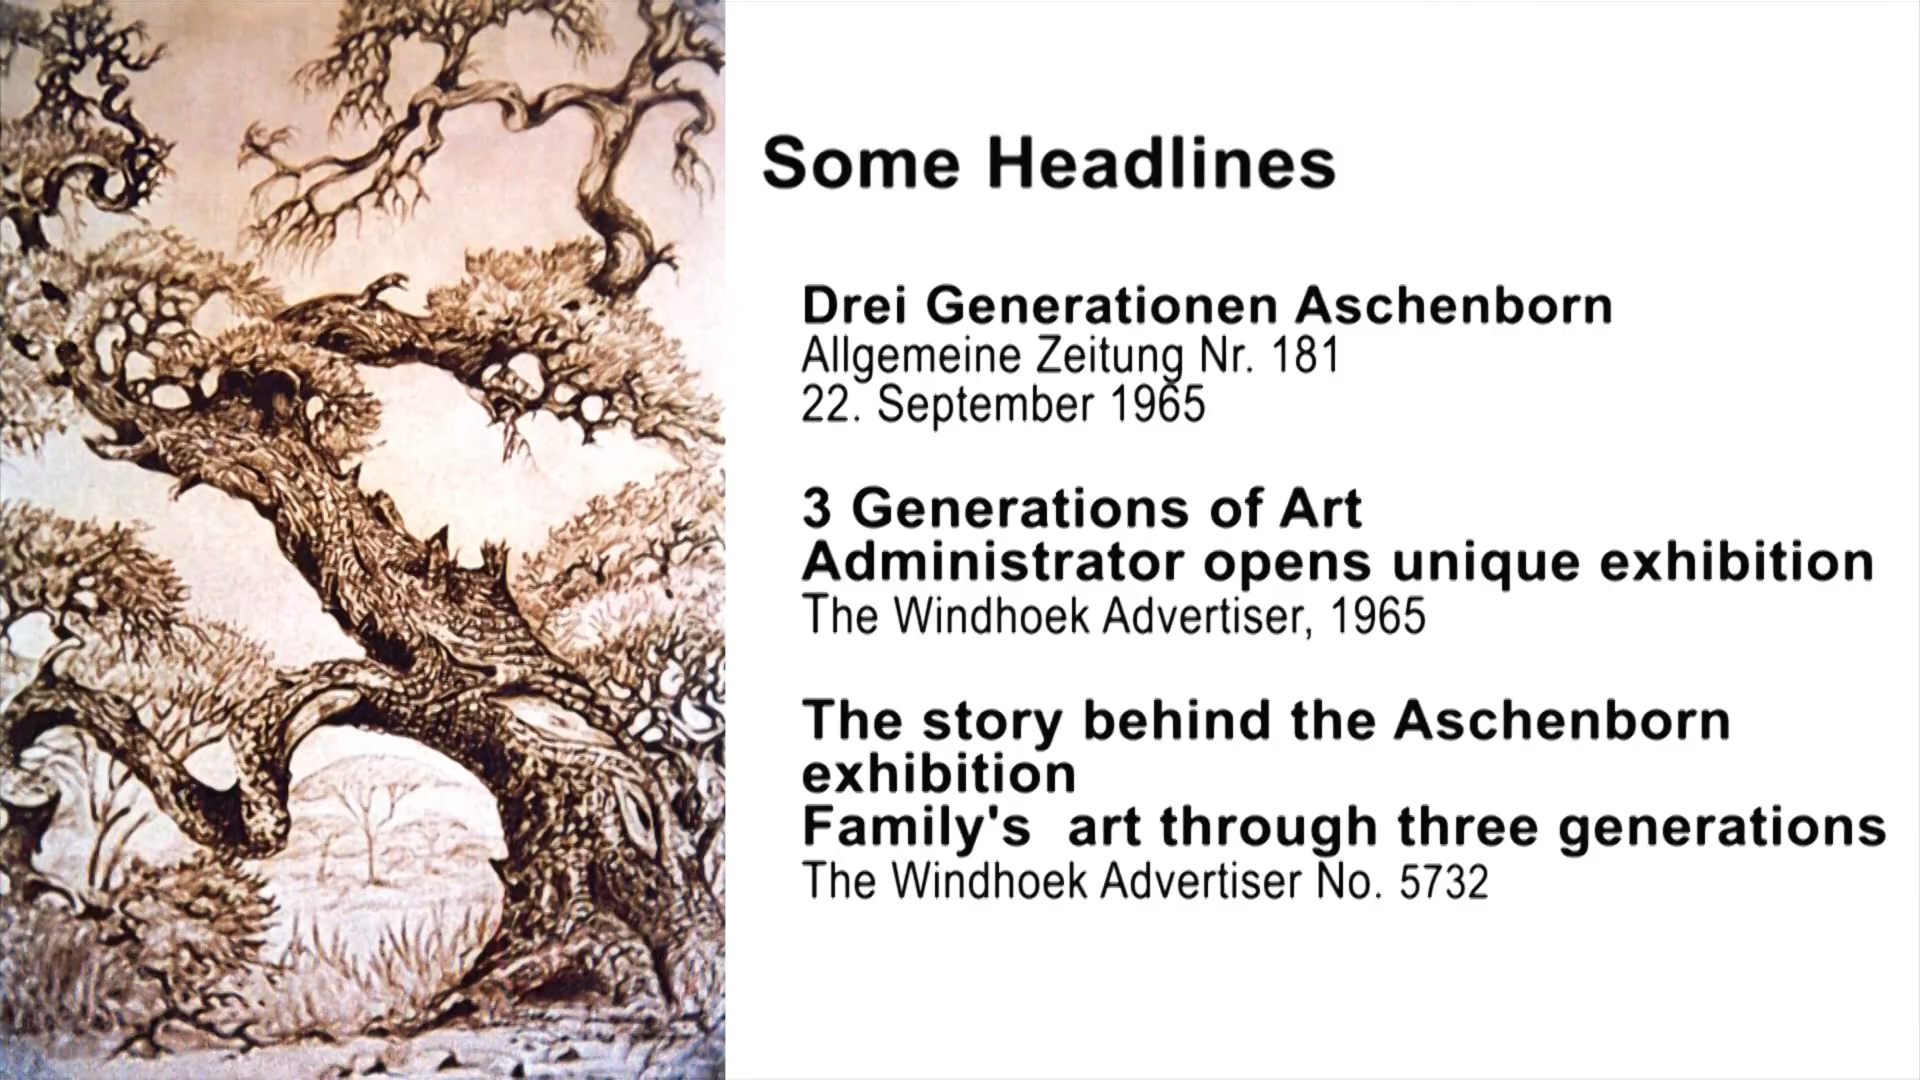 Some Headlines
Drei Generationen Aschenborn
Allgemeine Zeitung Nr. 181
22. September 1965
3 Generations of Art
Administrator opens unique exhibition
The Windhoek Advertiser, 1965
The story behind the Aschenborn
exhibition
Family's  art through three generations
The Windhoek Advertiser No. 5732